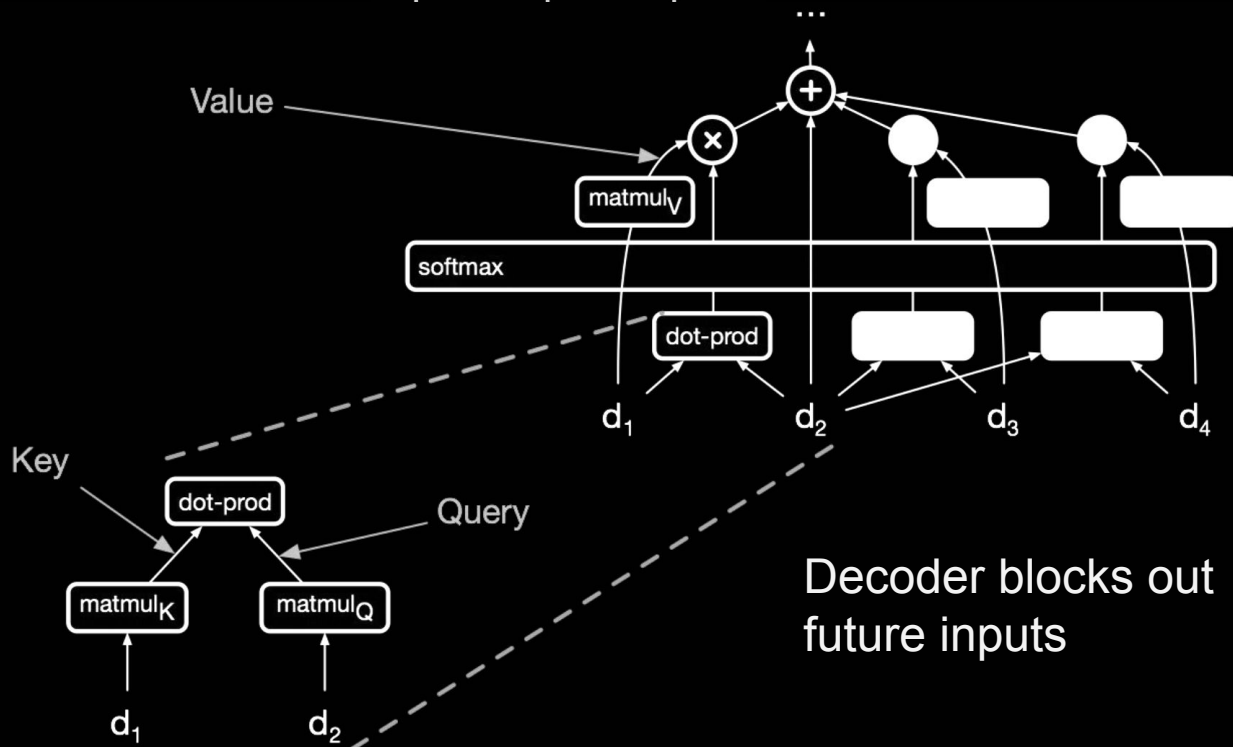 ...
Value
+
×
matmulV
softmax
dot-prod
d1 d2 d3 d4
Key
dot-prod
Query
matmulK matmulQ
Decoder blocks out
future inputs
d1 d2